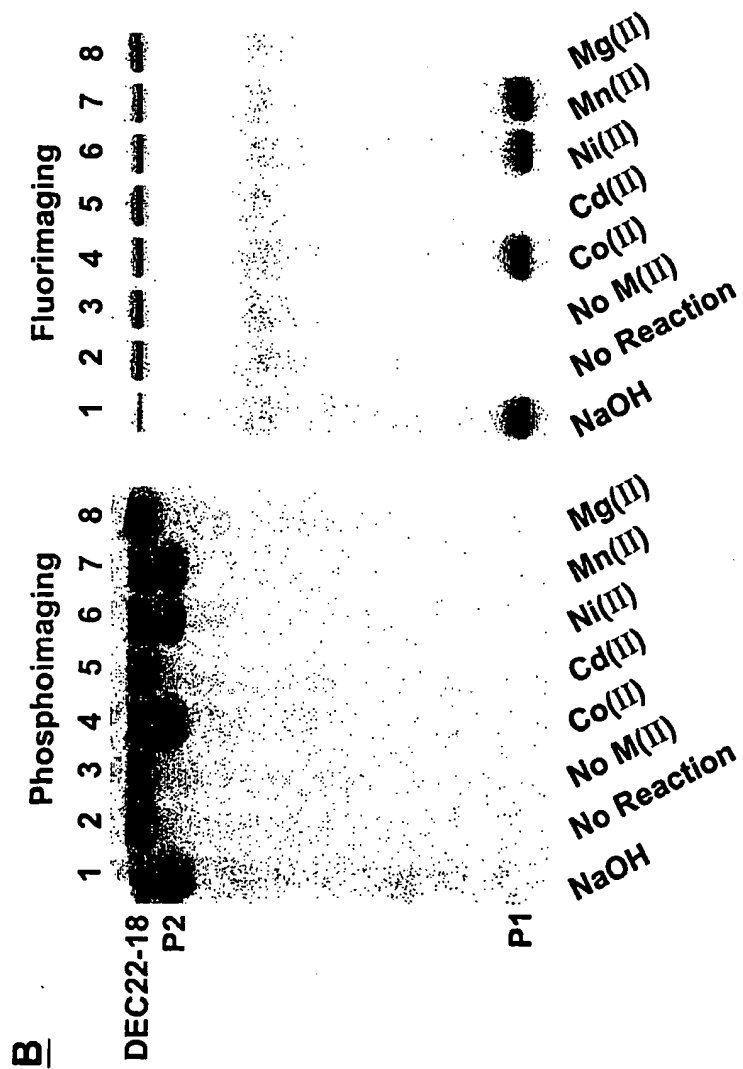 B
Phosphoimaging
1 2 3 4 5 6 7 8
DEC22-18
P2
P1
NaOH
No Reaction
No M(II)
Co(II)
Cd(II)
Ni(II)
Mn(II)
Mg(II)
Fluorimaging
1 2 3 4 5 6 7 8
NaOH
No Reaction
No M(II)
Co(II)
Cd(II)
Ni(II)
Mn(II)
Mg(II)